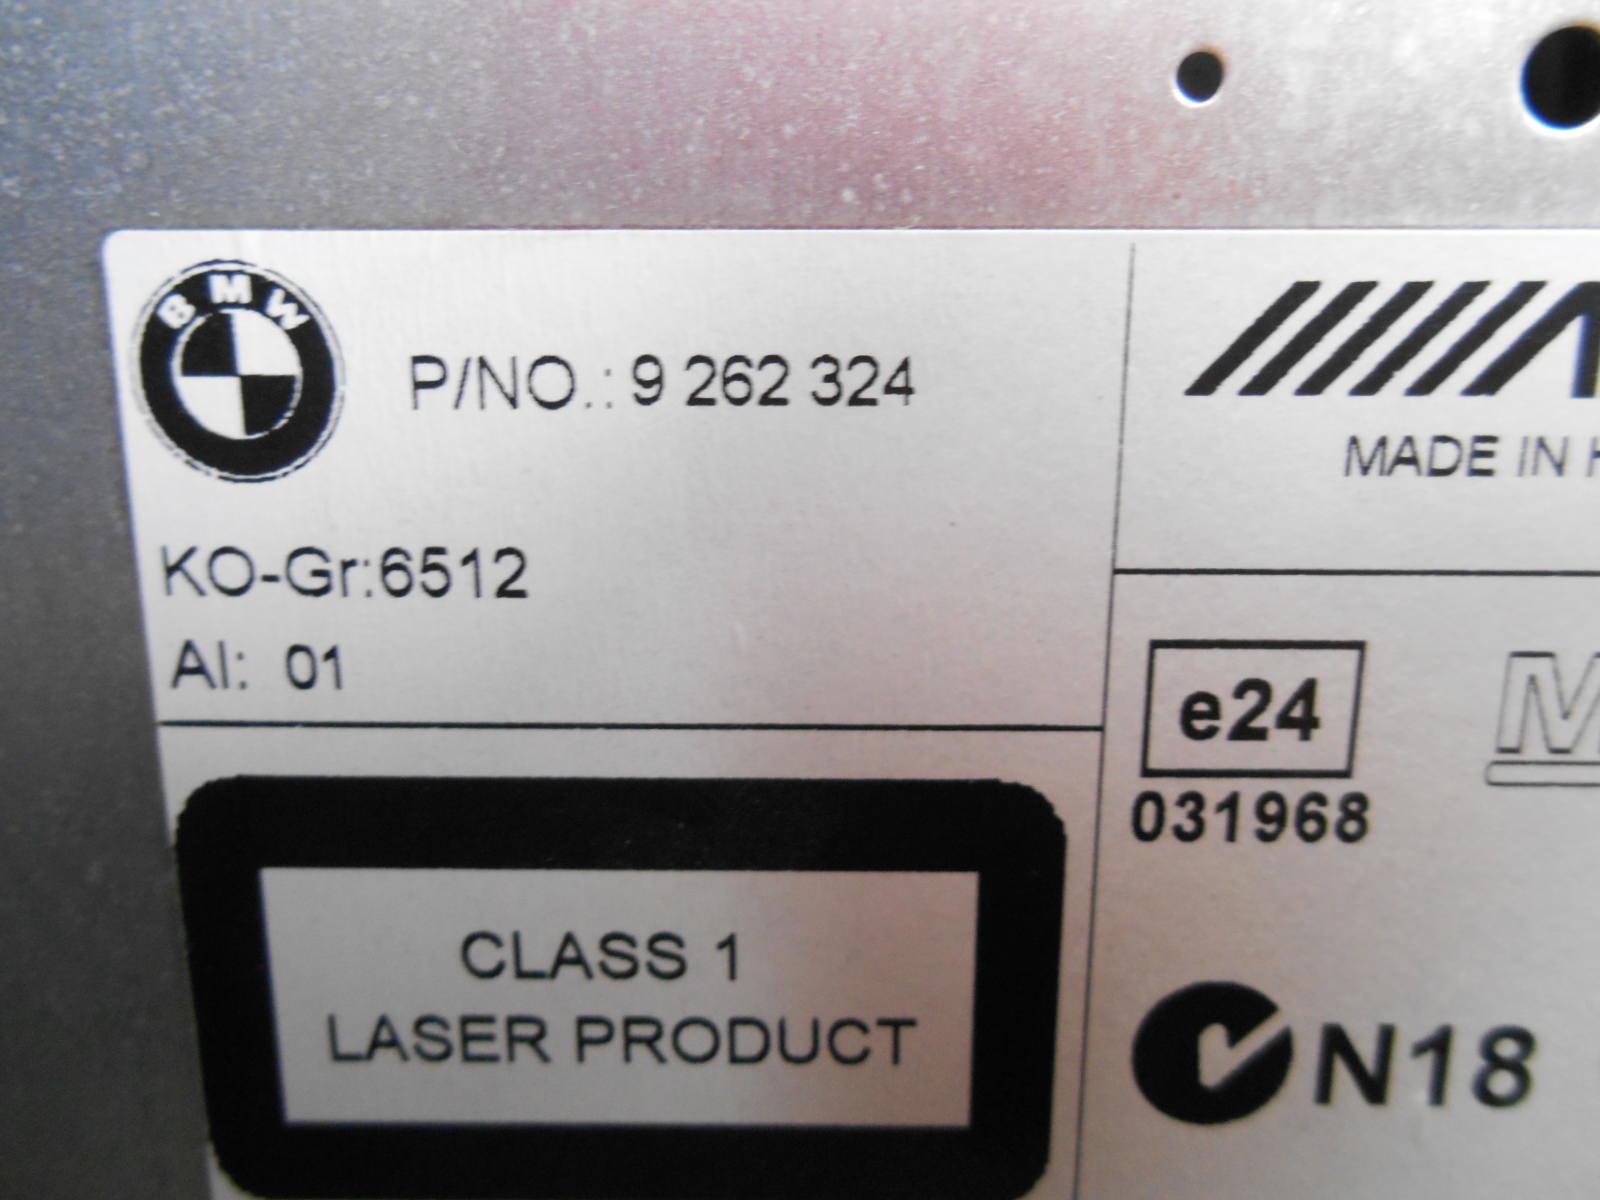 BMW
P/NO.: 9 262 324
MADE IN
KO-Gr:6512
AI: 01
e24
031968
CLASS 1
LASER PRODUCT
N18